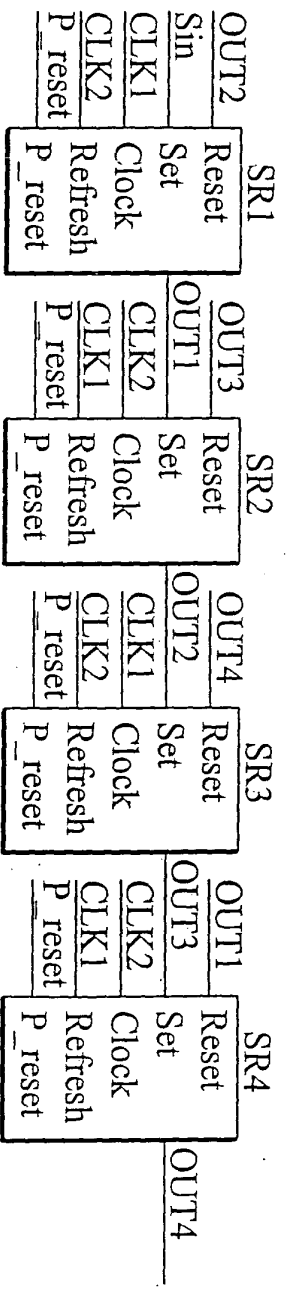 SR1
OUT2
Reset
Sin
Set
CLK1
Clock
CLK2
Refresh
P_reset
P_reset
SR2
OUT3
Reset
OUT1
Set
CLK2
Clock
CLK1
Refresh
P_reset
P_reset
SR3
OUT4
Reset
OUT2
Set
CLK1
Clock
CLK2
Refresh
P_reset
P_reset
SR4
OUT1
Reset
OUT3
Set
CLK2
Clock
CLK1
Refresh
P_reset
P_reset
OUT4